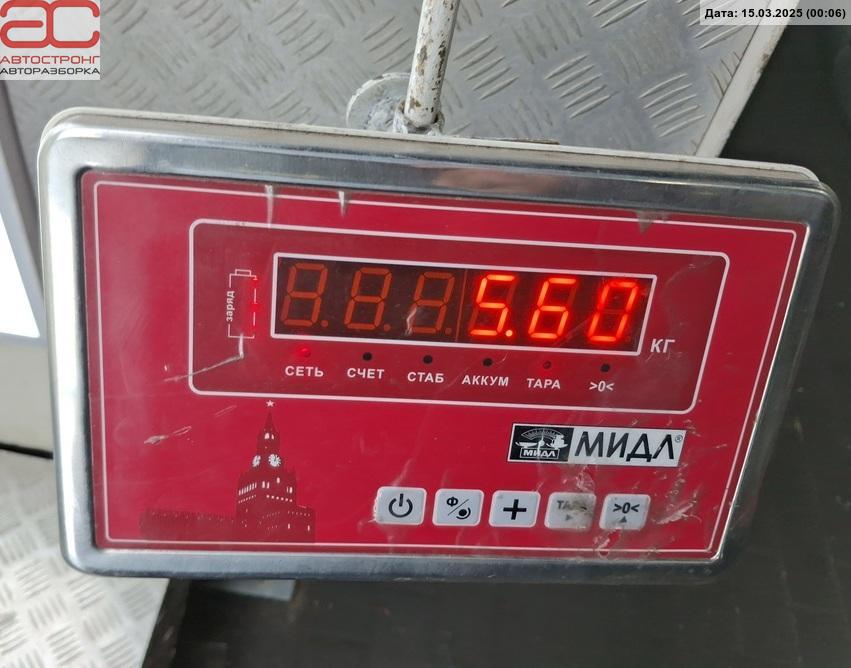 Дата: 15.03.2025 (00:06)
АС
АВТОСТРОНГ
АВТОРАЗБОРКА
заряд
5.60
КГ
СЕТЬ СЧЕТ СТАБ АККУМ ТАРА >0<
МИДЛ МИДЛ®
Ф + >0<